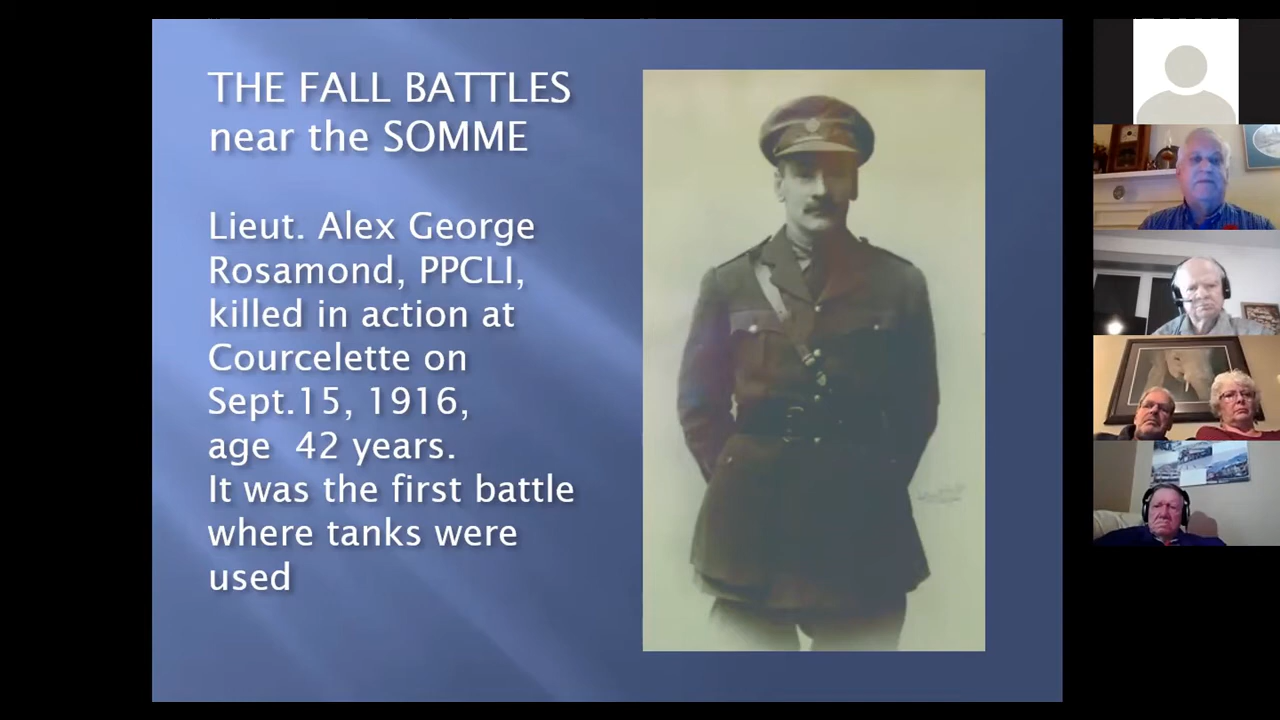 THE FALL BATTLES
near the SOMME
Lieut. Alex George
Rosamond, PPCLI,
killed in action at
Courcelette on
Sept.15, 1916,
age  42 years.
It was the first battle
where tanks were
used